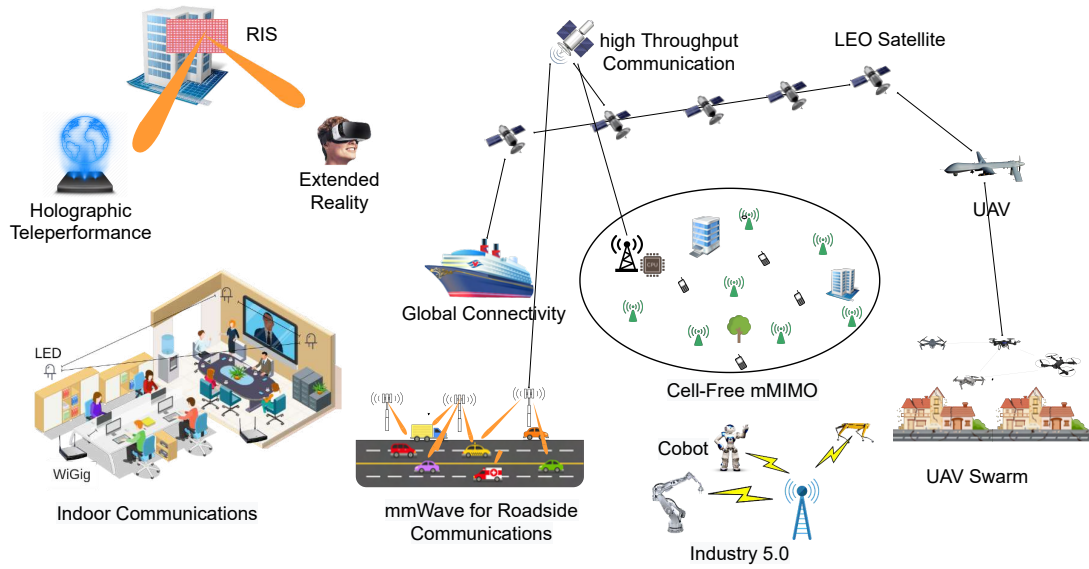 RIS
high Throughput
Communication
LEO Satellite
Extended
Reality
Holographic
Teleperformance
UAV
CPU
Global Connectivity
LED
Cell-Free mMIMO
WiGig
Cobot
UAV Swarm
Indoor Communications
mmWave for Roadside
Communications
Industry 5.0